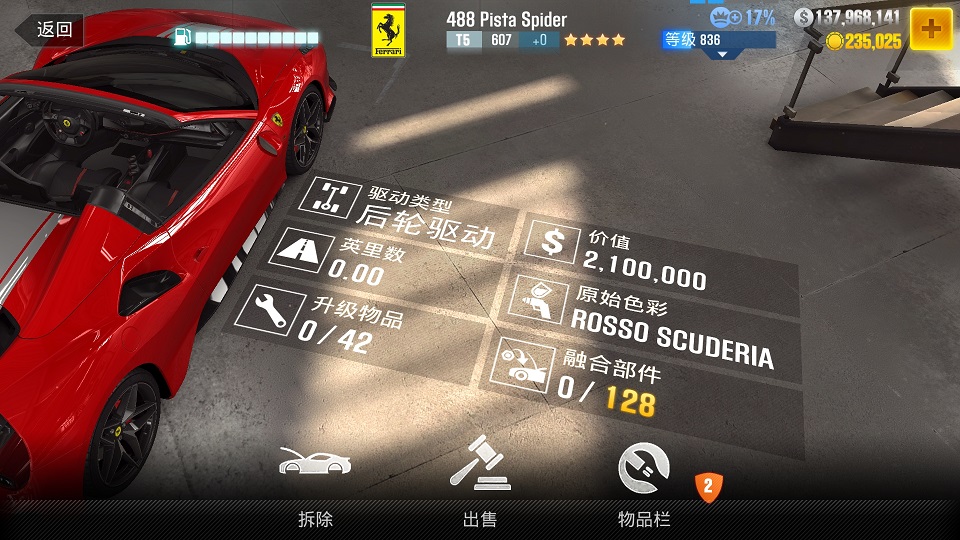 返回
Ferrari
488 Pista Spider
T5 607 +0
17%
等级 836
137,968,141
235,025
驱动类型
后轮驱动
英里数
0.00
升级物品
0/42
价值
2,100,000
原始色彩
ROSSO SCUDERIA
融合部件
0/128
拆除
出售
物品栏
2